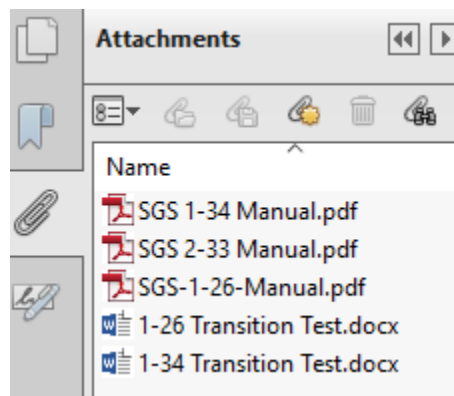 Attachments
Name
SGS 1-34 Manual.pdf
SGS 2-33 Manual.pdf
SGS-1-26-Manual.pdf
1-26 Transition Test.docx
1-34 Transition Test.docx